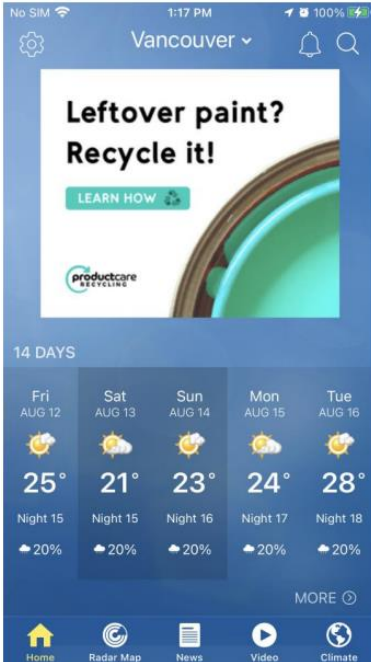 No SIM 1:17 PM 100%
Vancouver
Leftover paint?
Recycle it!
LEARN HOW
productcare
RECYCLING
14 DAYS
Fri Sat Sun Mon Tue
AUG 12 AUG 13 AUG 14 AUG 15 AUG 16
25° 21° 23° 24° 28°
Night 15 Night 15 Night 16 Night 17 Night 18
20% 20% 20% 20% 20%
MORE
Home Radar Map News Video Climate